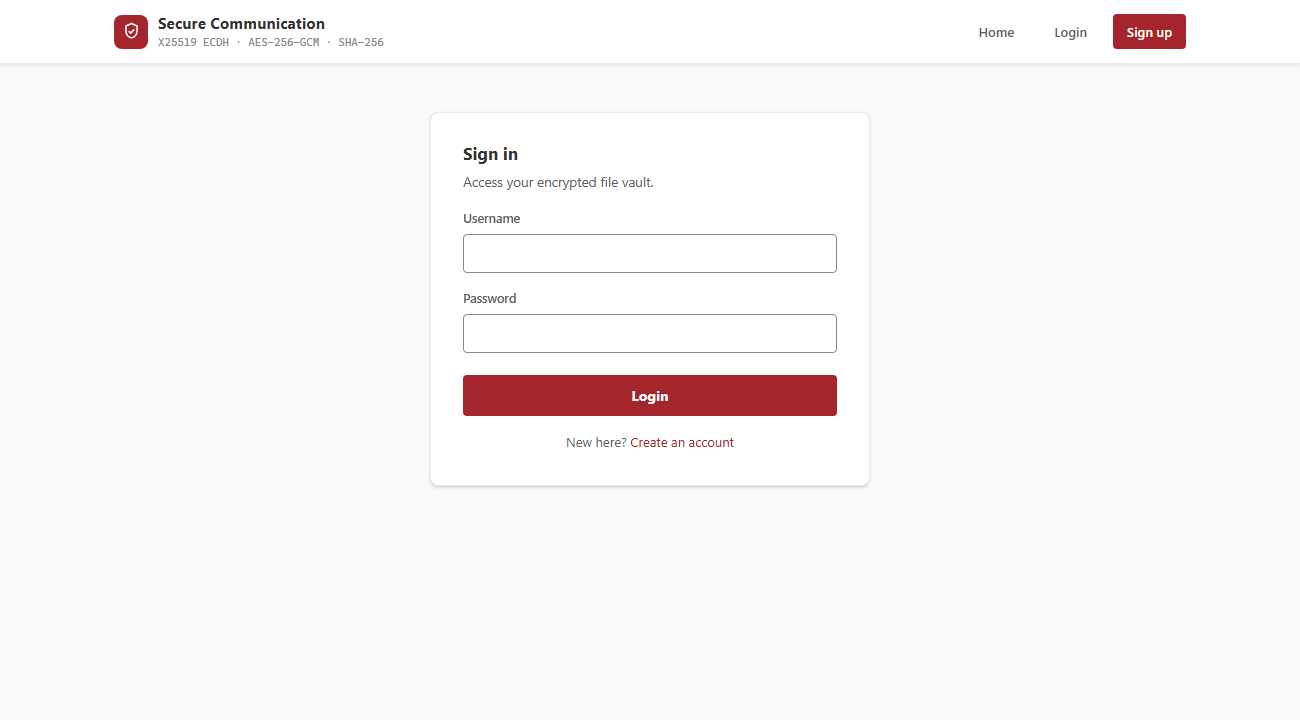 Secure Communication
X25519 ECDH · AES-256-GCM · SHA-256
Home
Login
Sign up
Sign in
Access your encrypted file vault.
Username
Password
Login
New here? Create an account